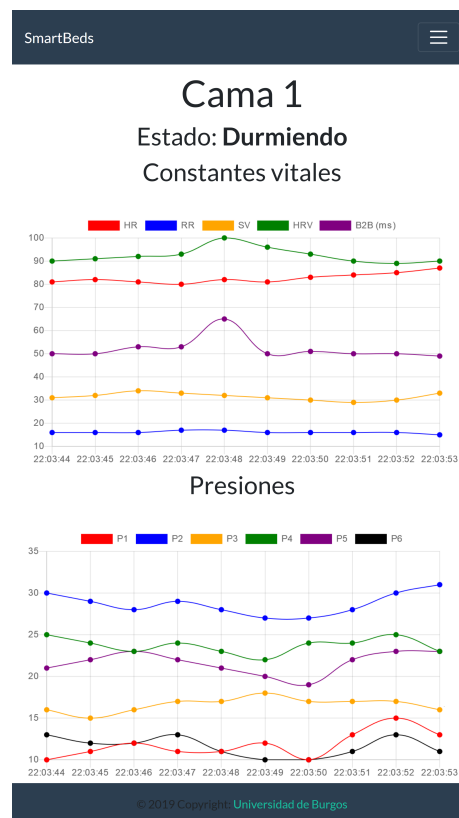 SmartBeds
Cama 1
Estado: Durmiendo
Constantes vitales
HR RR SV HRV B2B (ms)
100
90
80
70
60
50
40
30
20
10
22:03:44 22:03:45 22:03:46 22:03:47 22:03:48 22:03:49 22:03:50 22:03:51 22:03:52 22:03:53
Presiones
P1 P2 P3 P4 P5 P6
35
30
25
20
15
10
22:03:44 22:03:45 22:03:46 22:03:47 22:03:48 22:03:49 22:03:50 22:03:51 22:03:52 22:03:53
© 2019 Copyright: Universidad de Burgos